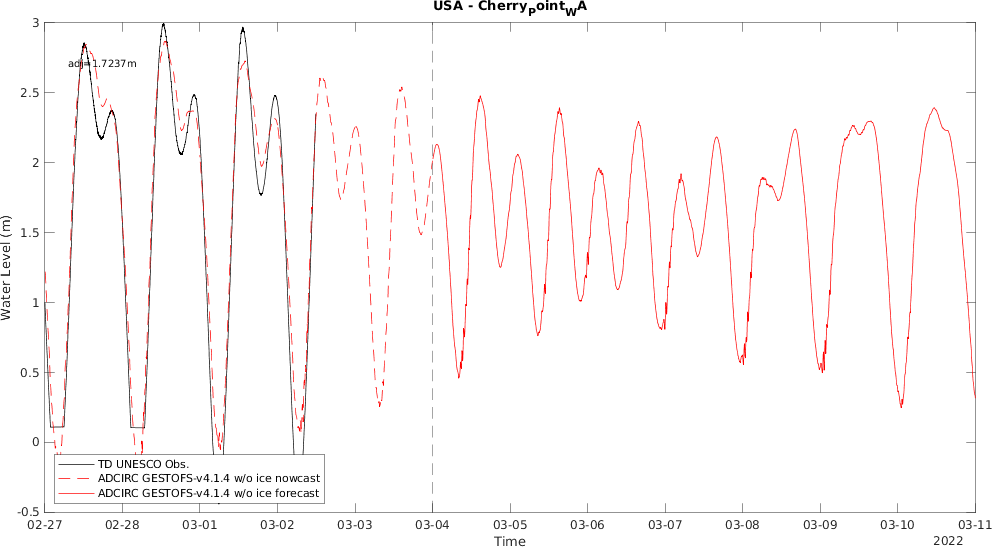 USA - Cherry_Point_WA
3
2.5
2
1.5
1
0.5
0
-0.5
Water Level (m)
adj=1.7237m
TD UNESCO Obs.
ADCIRC GESTOFS-v4.1.4 w/o ice nowcast
ADCIRC GESTOFS-v4.1.4 w/o ice forecast
02-27 02-28 03-01 03-02 03-03 03-04 03-05 03-06 03-07 03-08 03-09 03-10 03-11
Time
2022